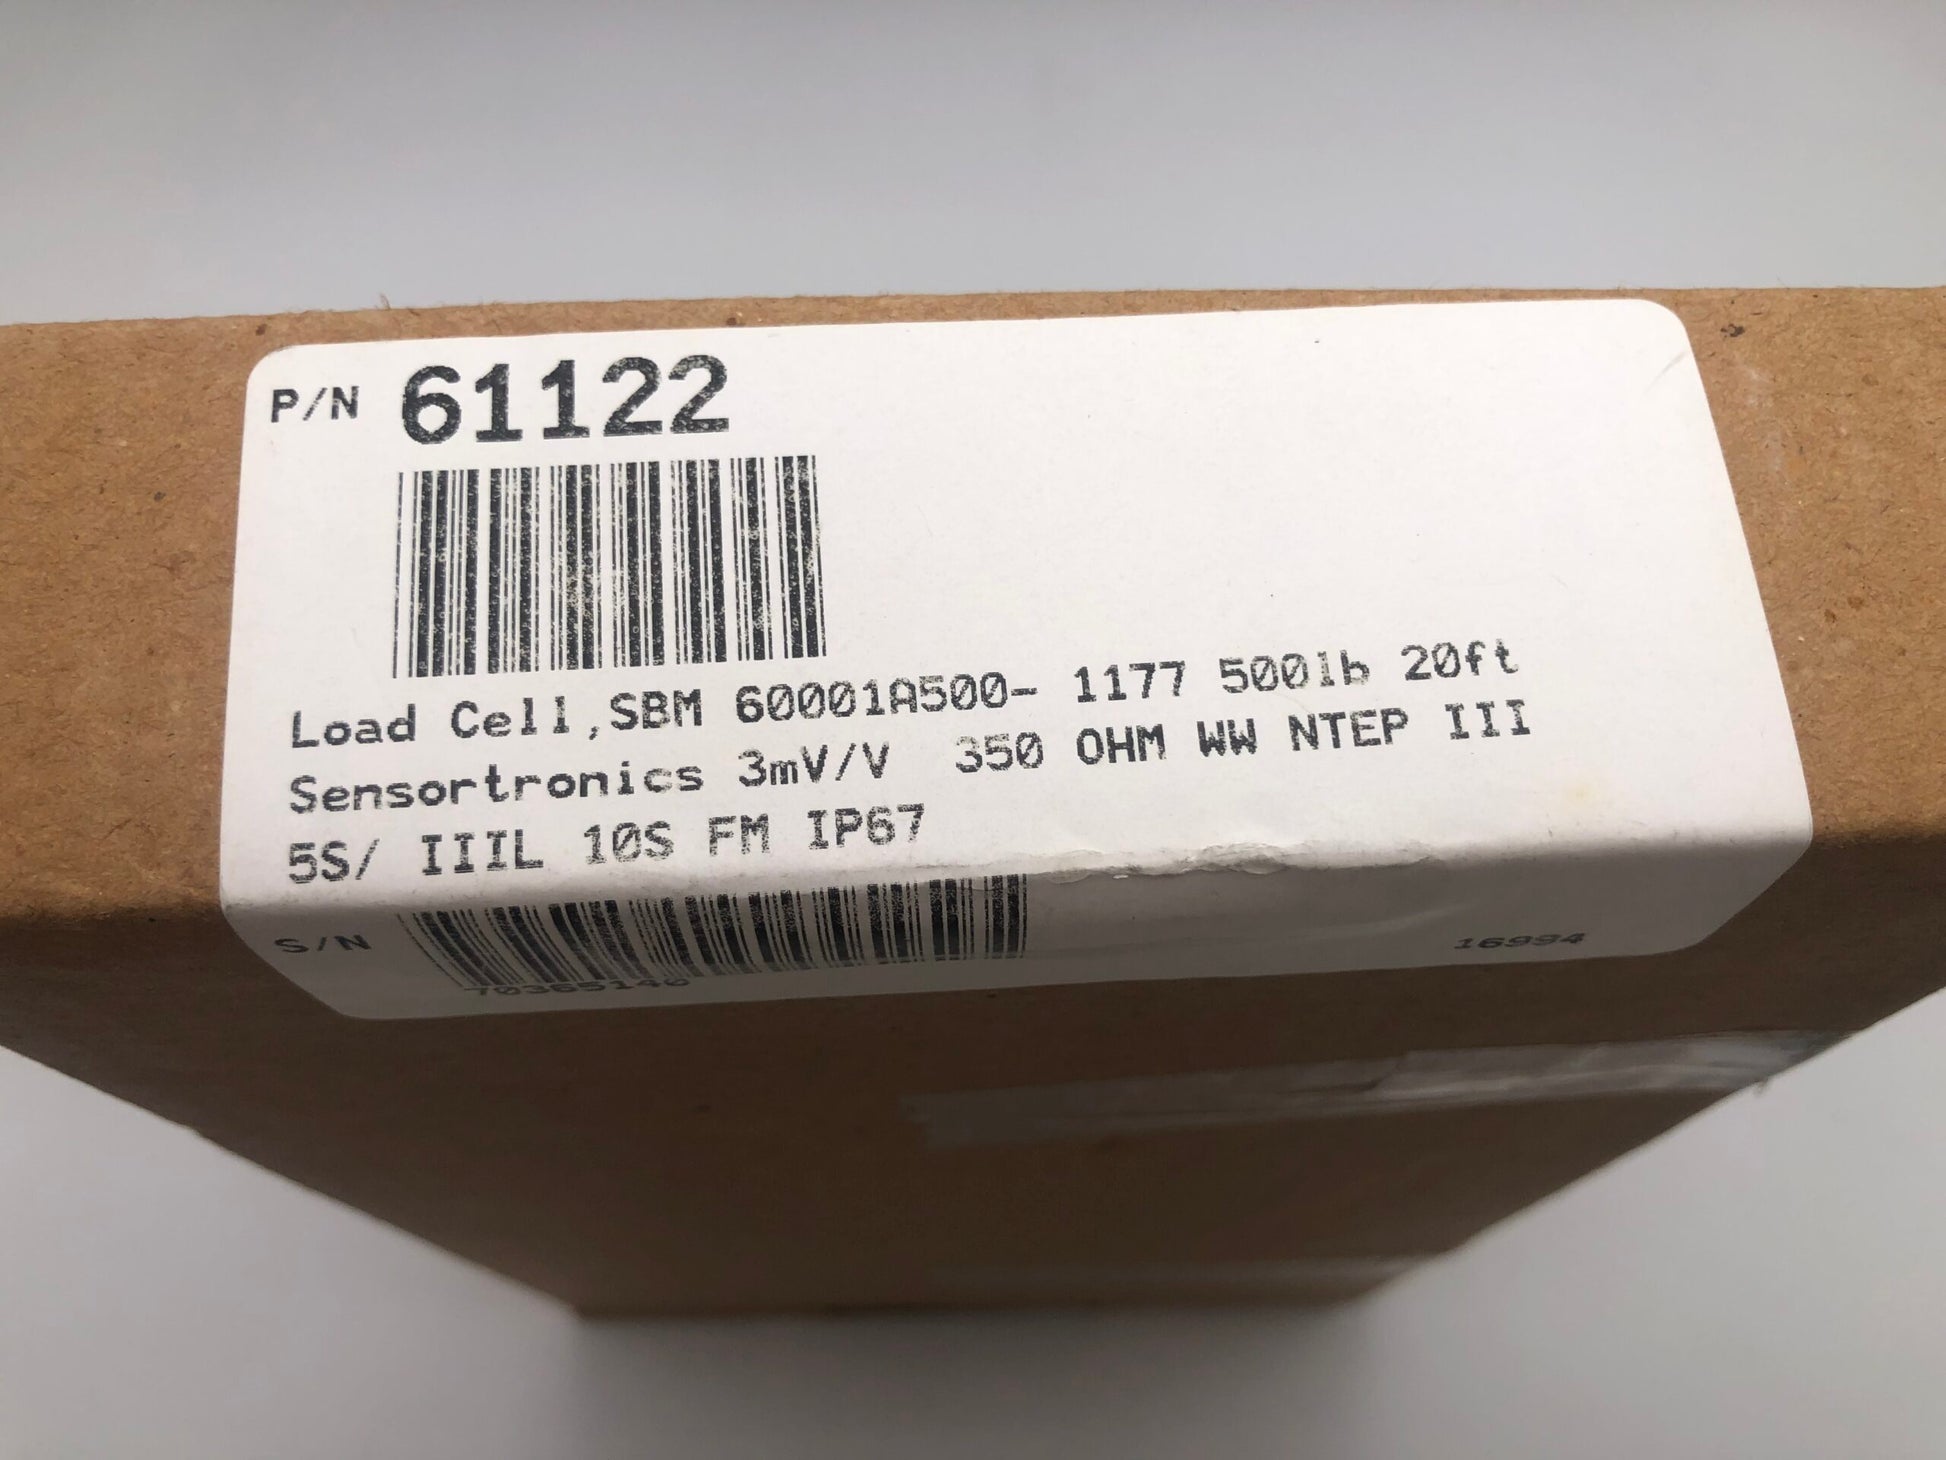 P/N 61122
Load Cell,SBM 60001A500- 1177 500lb 20ft
Sensortronics 3mV/V 350 OHM WW NTEP III
5S/ IIIL 10S FM IP67
S/N
70365140
16994